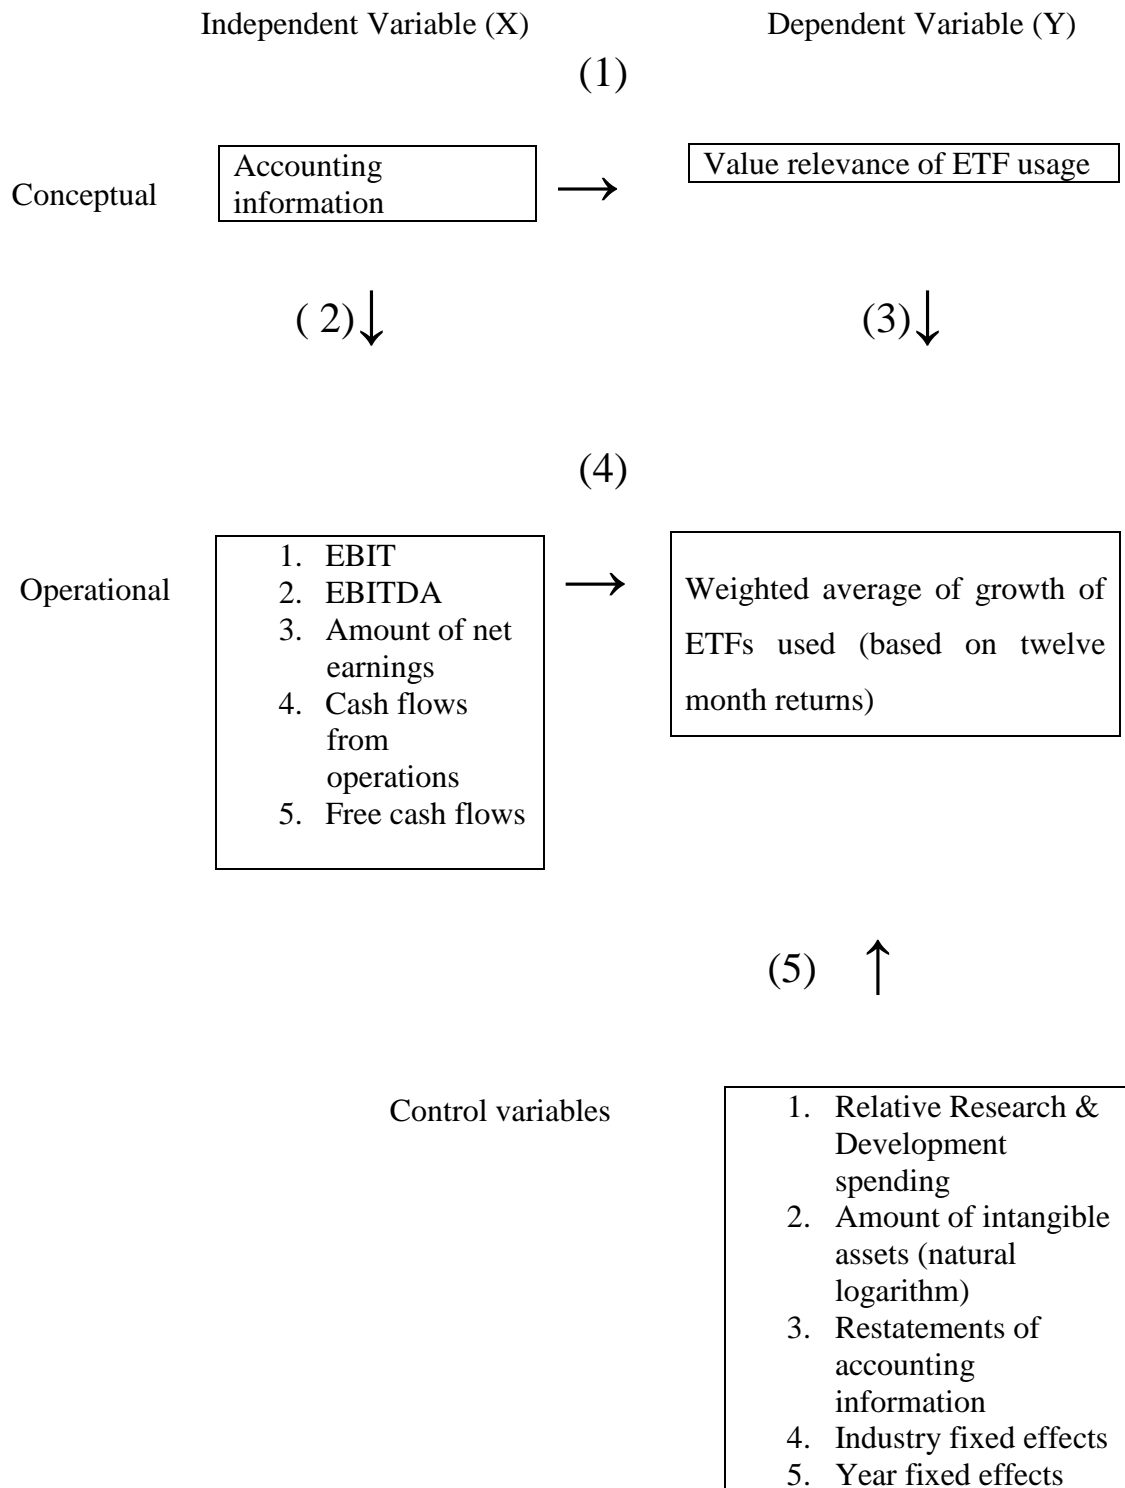 Independent Variable (X) Dependent Variable (Y)
(1)
Conceptual
Accounting
information
→
Value relevance of ETF usage
( 2)↓ (3)↓
(4)
Operational
1. EBIT
2. EBITDA
3. Amount of net
earnings
4. Cash flows
from
operations
5. Free cash flows
→
Weighted average of growth of
ETFs used (based on twelve
month returns)
(5) ↑
Control variables
1. Relative Research &
Development
spending
2. Amount of intangible
assets (natural
logarithm)
3. Restatements of
accounting
information
4. Industry fixed effects
5. Year fixed effects